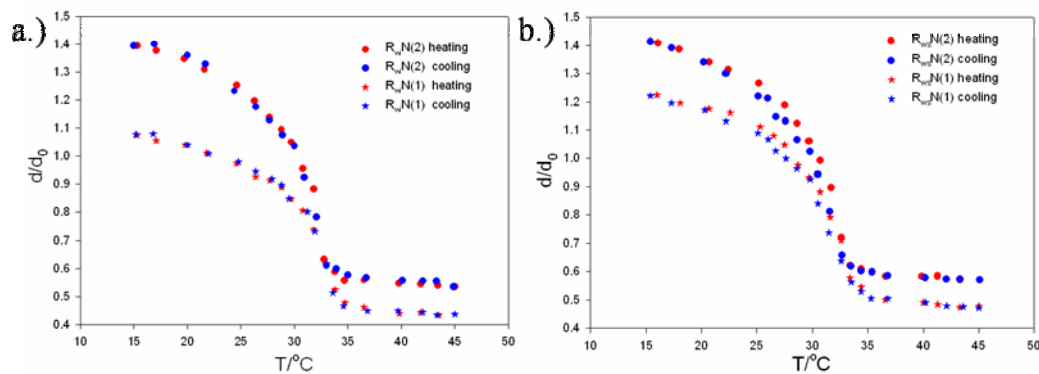 a.)
1.5
1.4
1.3
1.2
1.1
1.0
0.9
0.8
0.7
0.6
0.5
0.4
d/d0
RwN(2) heating
RwN(2) cooling
RwN(1) heating
RwN(1) cooling
10 15 20 25 30 35 40 45 50
T/°C
b.)
1.5
1.4
1.3
1.2
1.1
1.0
0.9
0.8
0.7
0.6
0.5
0.4
d/d0
RwsN(2) heating
RwsN(2) cooling
RwsN(1) heating
RwsN(1) cooling
10 15 20 25 30 35 40 45 50
T/°C